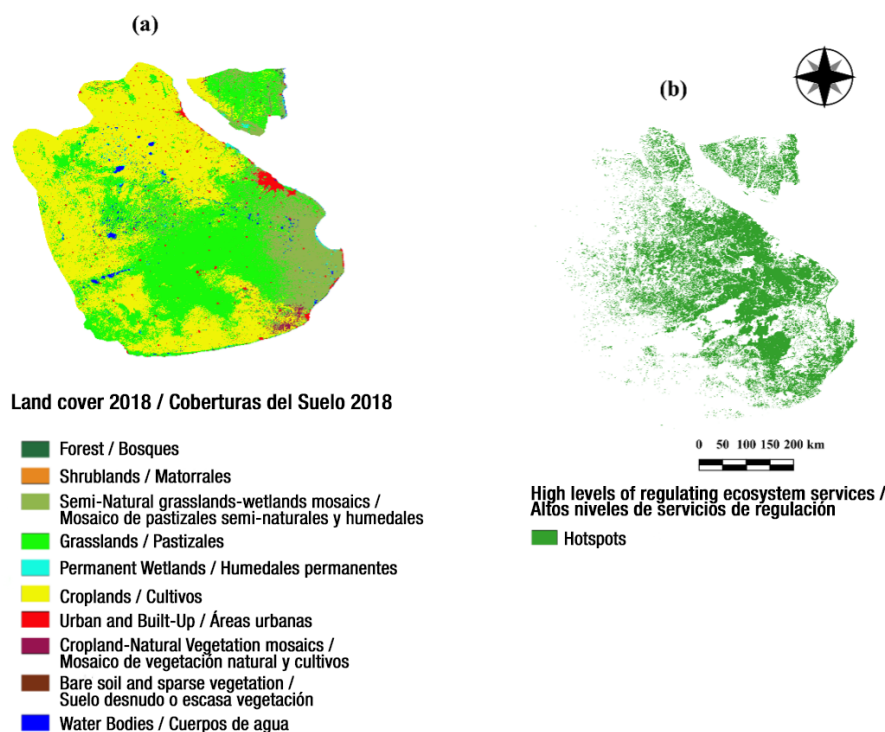 (a)
(b)
Land cover 2018 / Coberturas del Suelo 2018
Forest / Bosques
Shrublands / Matorrales
Semi-Natural grasslands-wetlands mosaics /
Mosaico de pastizales semi-naturales y humedales
Grasslands / Pastizales
Permanent Wetlands / Humedales permanentes
Croplands / Cultivos
Urban and Built-Up / Áreas urbanas
Cropland-Natural Vegetation mosaics /
Mosaico de vegetación natural y cultivos
Bare soil and sparse vegetation /
Suelo desnudo o escasa vegetación
Water Bodies / Cuerpos de agua
0 50 100 150 200 km
High levels of regulating ecosystem services /
Altos niveles de servicios de regulación
Hotspots